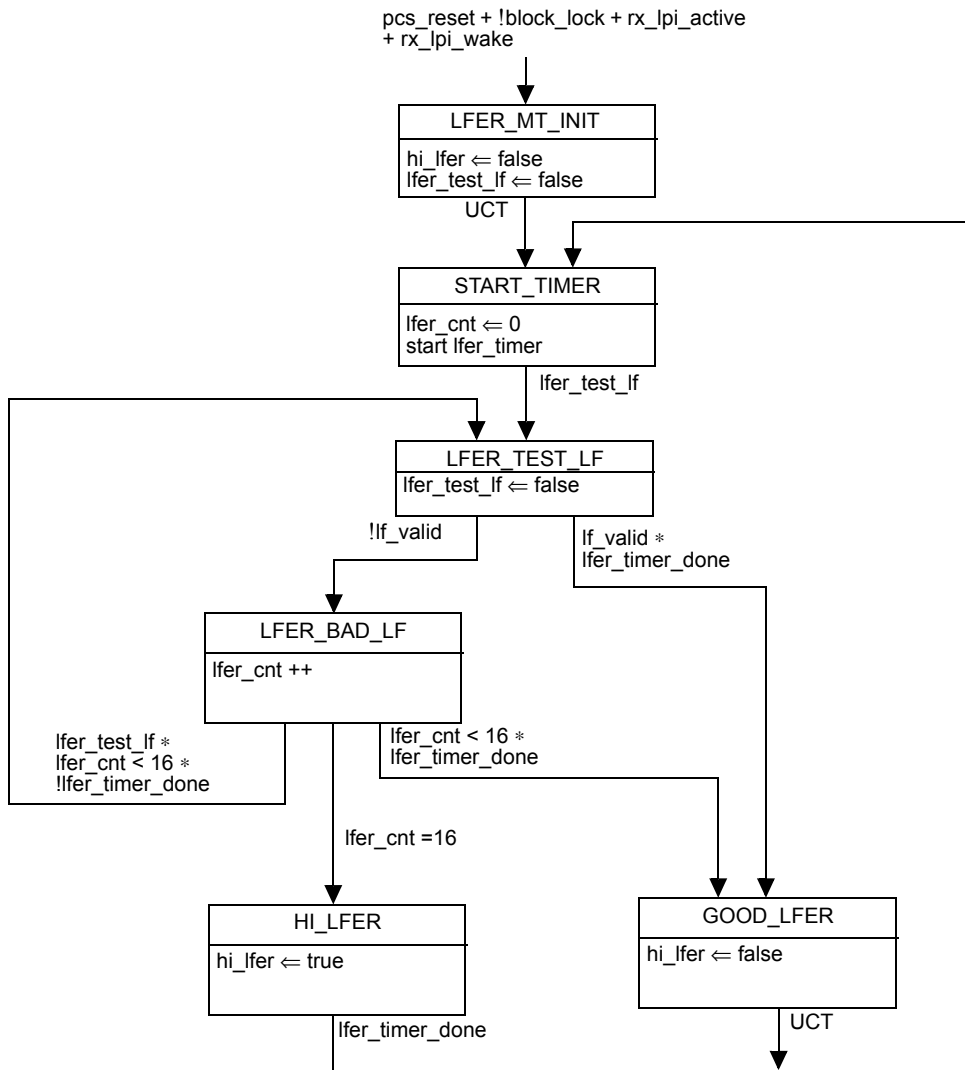 pcs_reset + !block_lock + rx_lpi_active
+ rx_lpi_wake
LFER_MT_INIT
hi_lfer ⇐ false
lfer_test_lf ⇐ false
UCT
START_TIMER
lfer_cnt ⇐ 0
start lfer_timer
lfer_test_lf
LFER_TEST_LF
lfer_test_lf ⇐ false
!lf_valid
lf_valid ∗
lfer_timer_done
LFER_BAD_LF
lfer_cnt ++
lfer_test_lf ∗
lfer_cnt < 16 ∗
!lfer_timer_done
lfer_cnt < 16 ∗
lfer_timer_done
lfer_cnt =16
HI_LFER
hi_lfer ⇐ true
lfer_timer_done
GOOD_LFER
hi_lfer ⇐ false
UCT